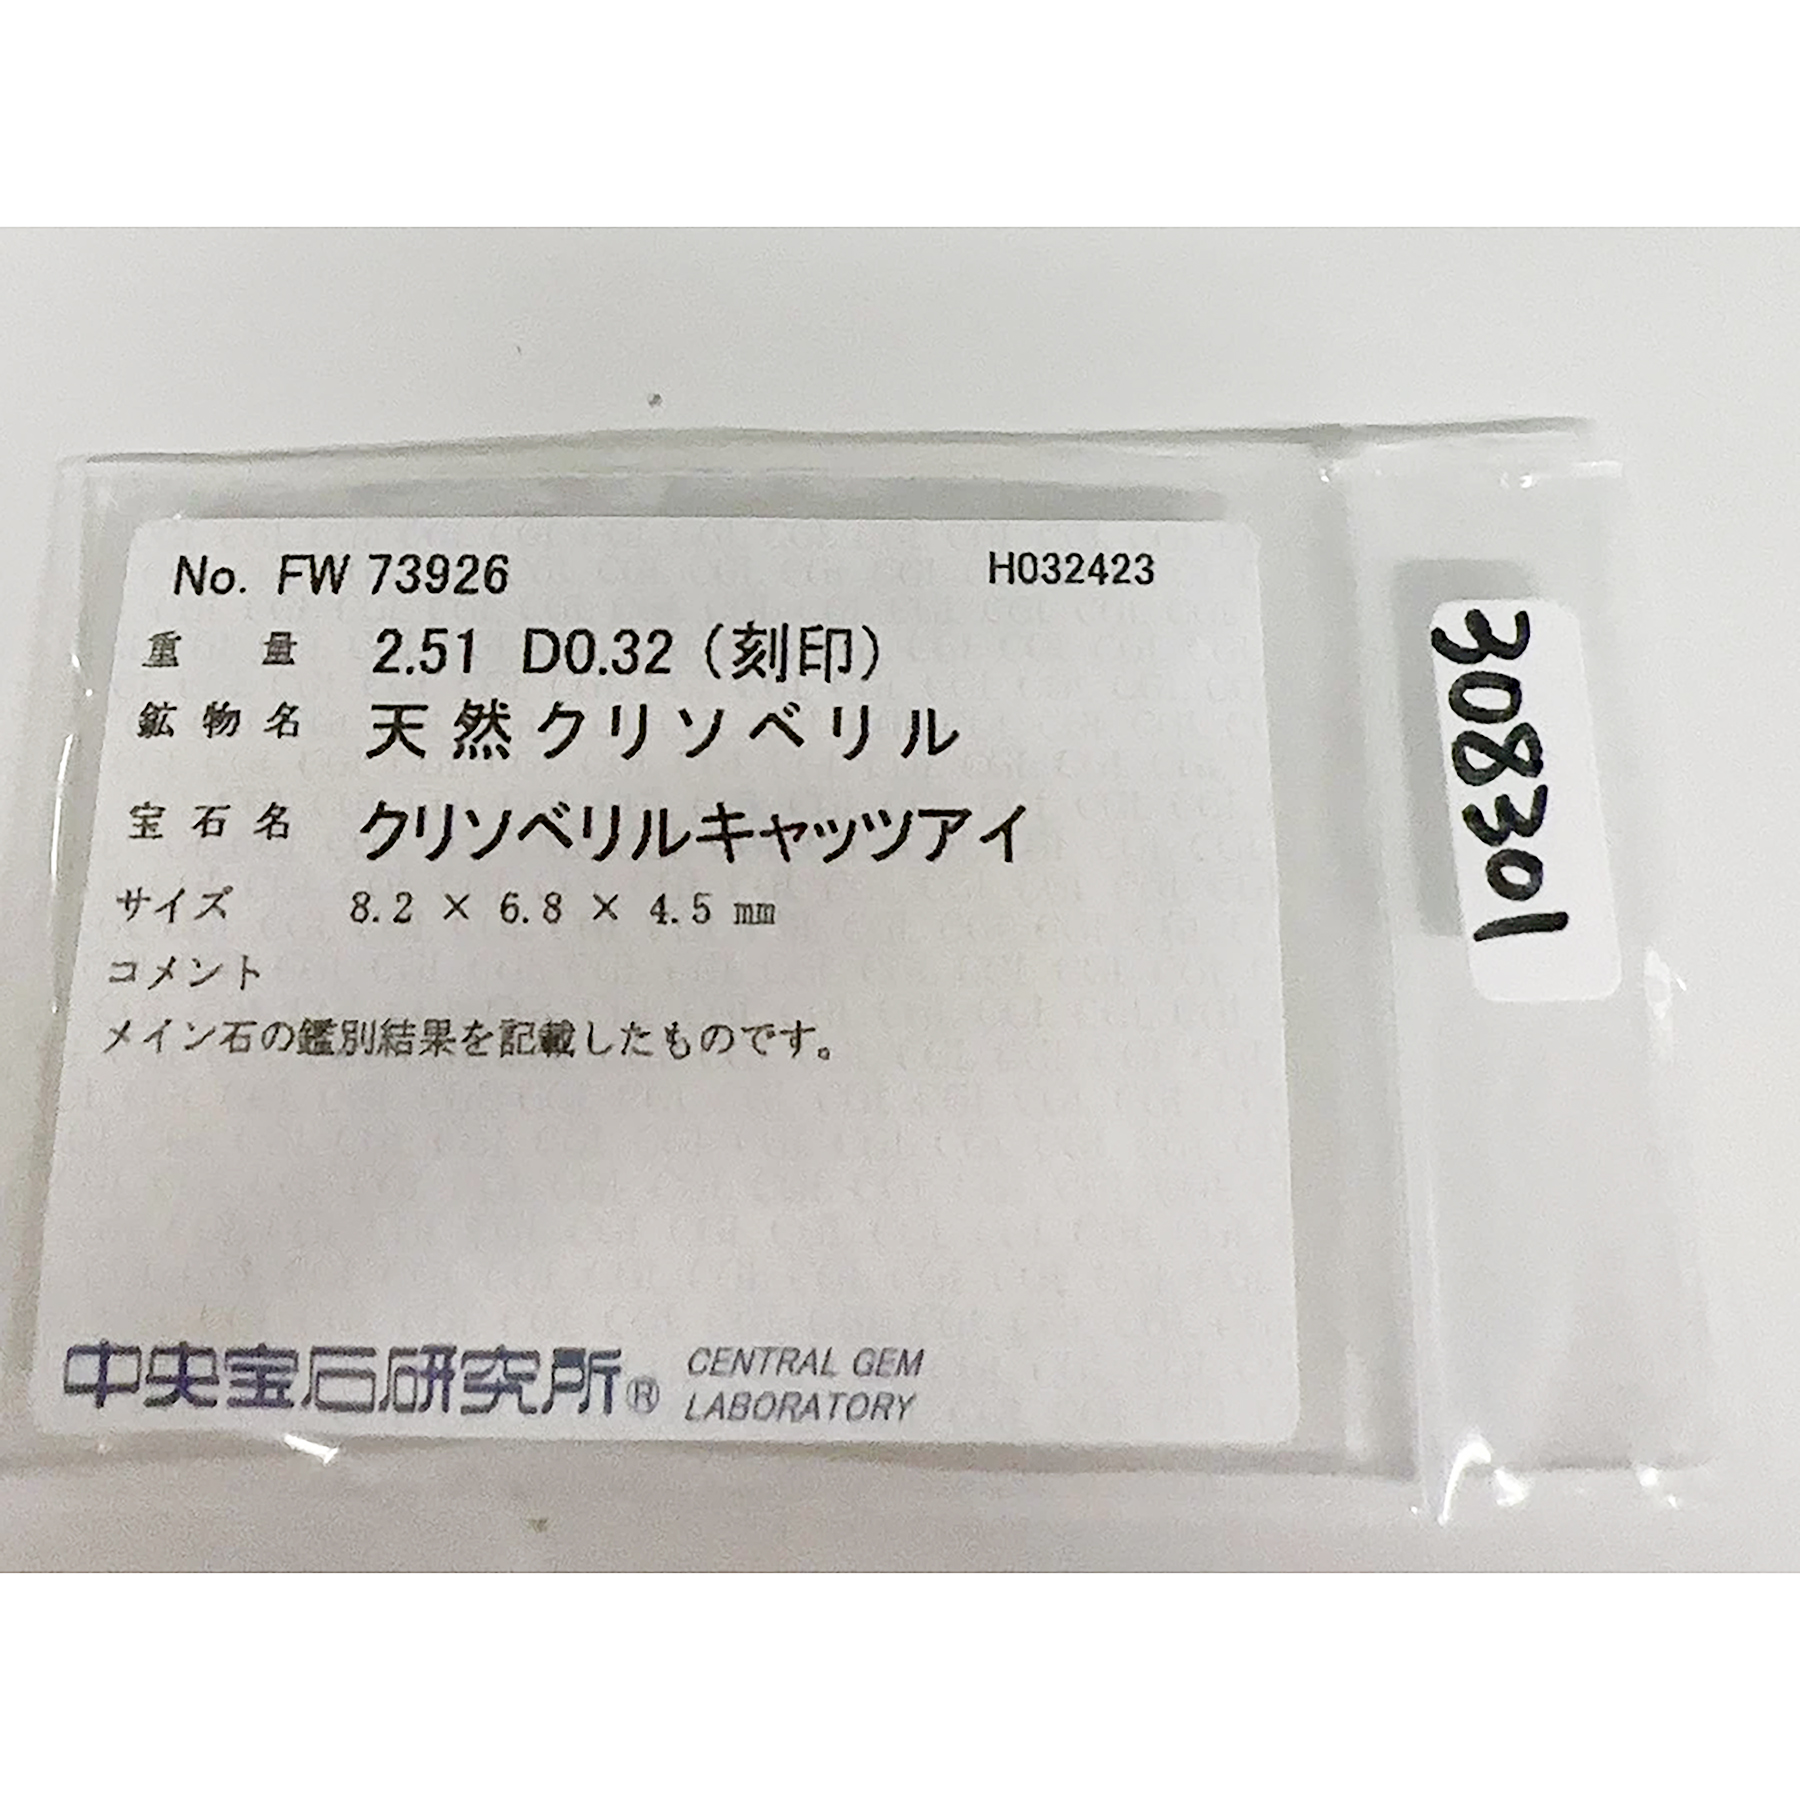 No. FW 73926 H032423
重量 2.51 D0.32（刻印）
鉱物名 天然クリソベリル
宝石名 クリソベリルキャッツアイ
サイズ 8.2 × 6.8 × 4.5 mm
コメント
メイン石の鑑別結果を記載したものです。
中央宝石研究所® CENTRAL GEM
LABORATORY
308301